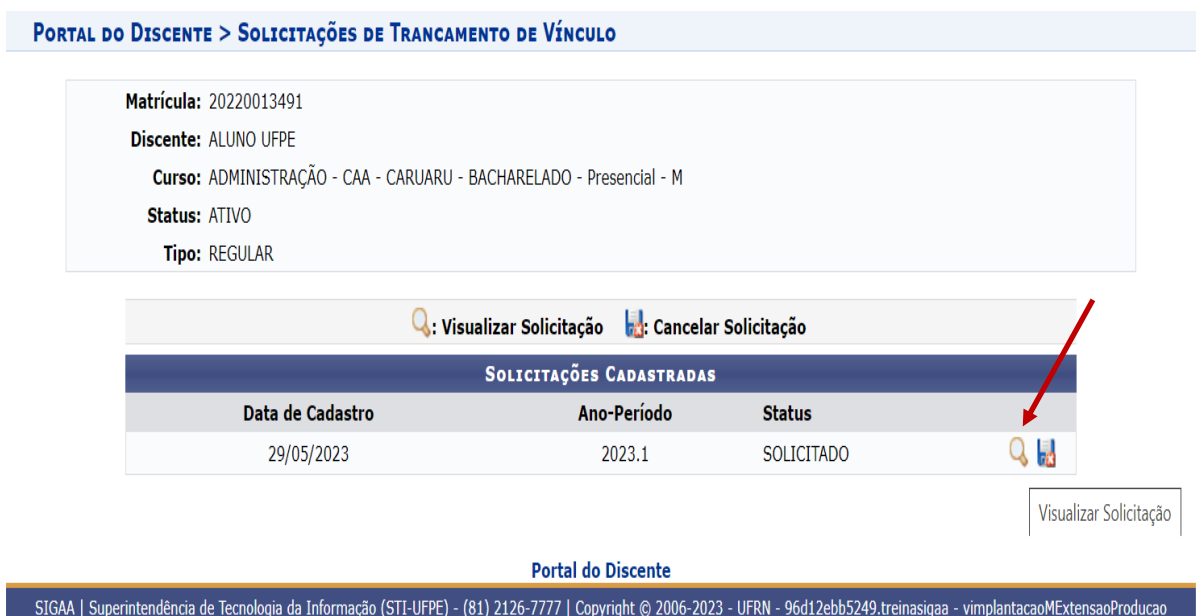 PORTAL DO DISCENTE > SOLICITAÇÕES DE TRANCAMENTO DE VÍNCULO
Matrícula: 20220013491
Discente: ALUNO UFPE
Curso: ADMINISTRAÇÃO - CAA - CARUARU - BACHARELADO - Presencial - M
Status: ATIVO
Tipo: REGULAR
: Visualizar Solicitação : Cancelar Solicitação
SOLICITAÇÕES CADASTRADAS
Data de Cadastro Ano-Período Status
29/05/2023 2023.1 SOLICITADO
Visualizar Solicitação
Portal do Discente
SIGAA | Superintendência de Tecnologia da Informação (STI-UFPE) - (81) 2126-7777 | Copyright © 2006-2023 - UFRN - 96d12ebb5249.treinasigaa - vimplantacaoMExtensaoProducao